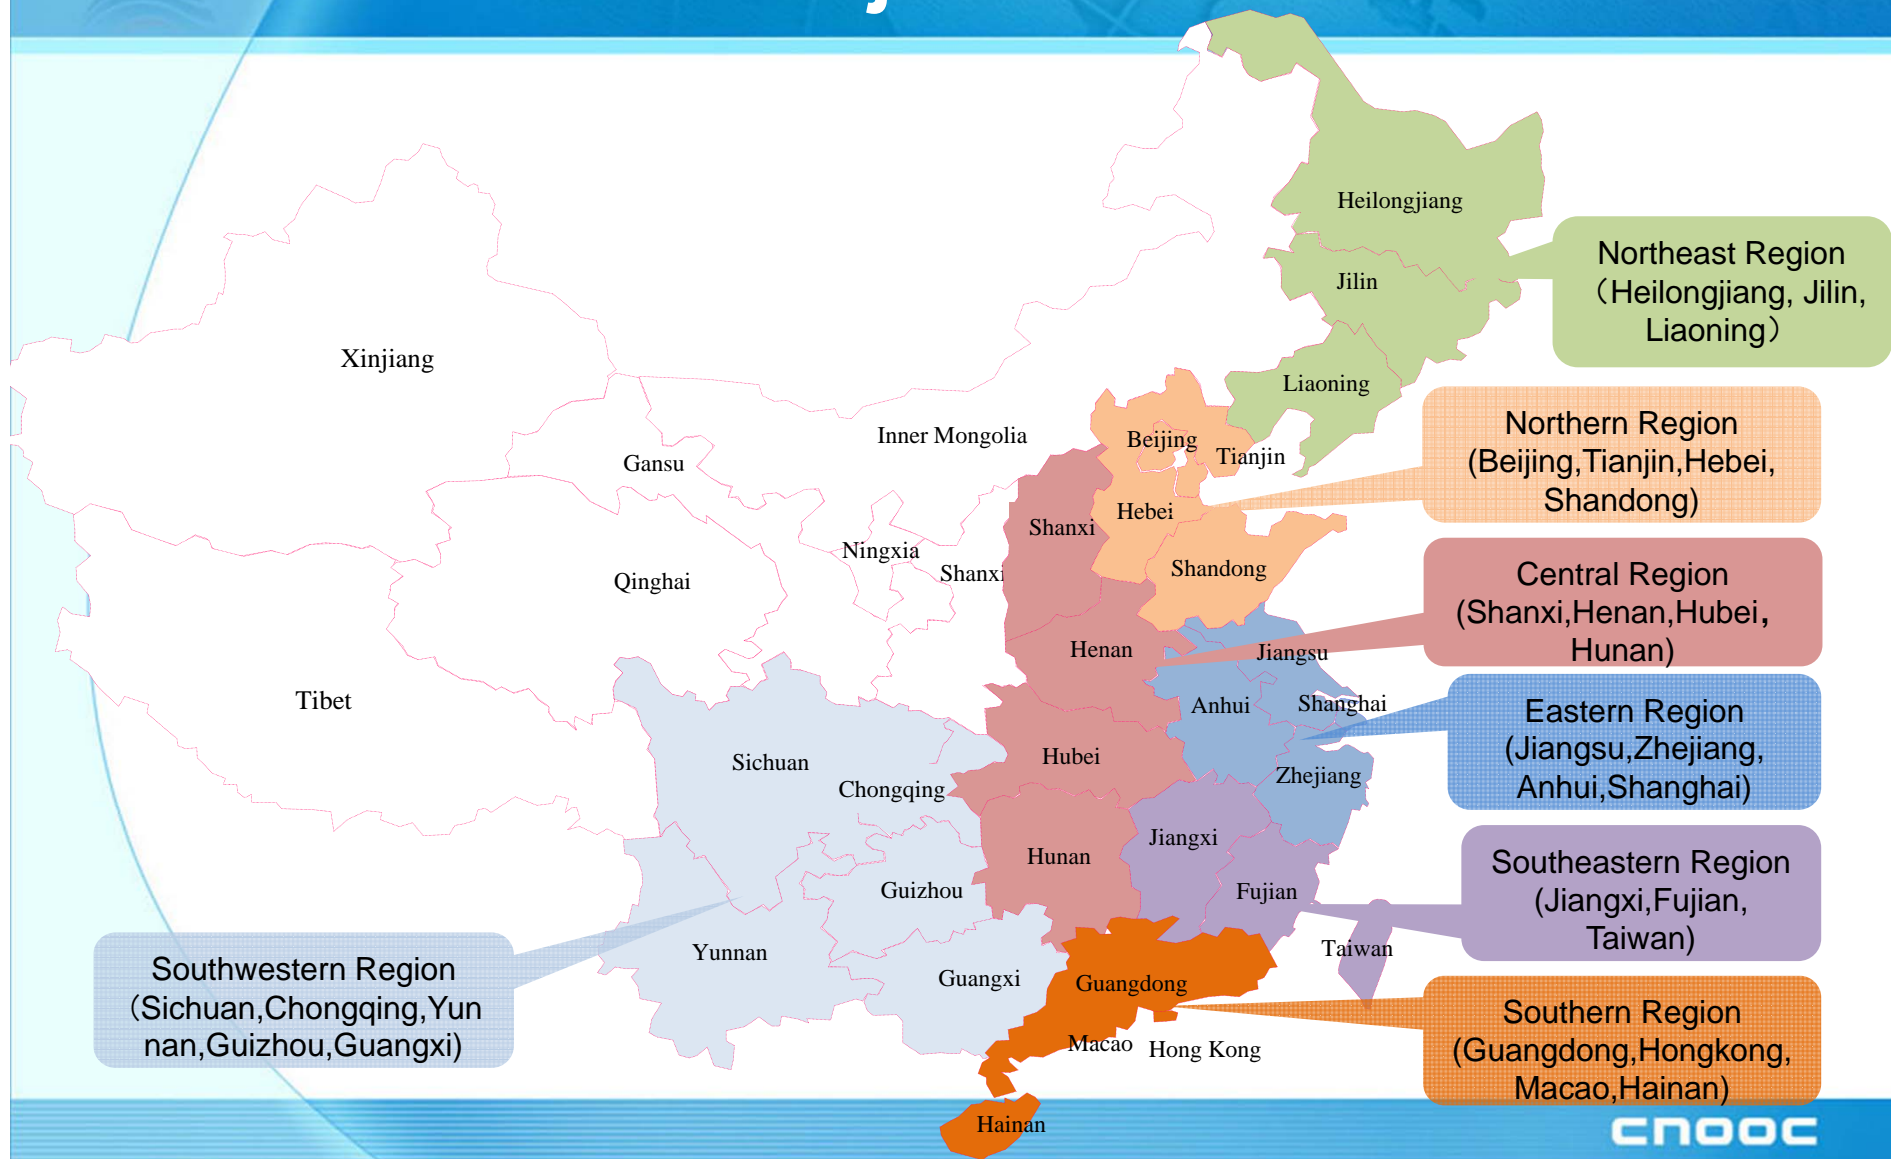 Heilongjiang
Northeast Region
（Heilongjiang, Jilin,
Liaoning）
Jilin
Xinjiang
Liaoning
Northern Region
(Beijing,Tianjin,Hebei,
Shandong)
Inner Mongolia
Beijing
Tianjin
Gansu
Hebei
Shanxi
Ningxia
Shanxi
Shandong
Qinghai
Central Region
(Shanxi,Henan,Hubei，
Hunan)
Henan
Jiangsu
Tibet
Anhui
Shanghai
Eastern Region
(Jiangsu,Zhejiang,
Anhui,Shanghai)
Sichuan
Hubei
Zhejiang
Chongqing
Jiangxi
Hunan
Guizhou
Fujian
Southeastern Region
(Jiangxi,Fujian,
Taiwan)
Taiwan
Yunnan
Guangxi
Guangdong
Southwestern Region
（Sichuan,Chongqing,Yun
nan,Guizhou,Guangxi)
Southern Region
(Guangdong,Hongkong,
Macao,Hainan)
Macao
Hong Kong
Hainan
cnooc